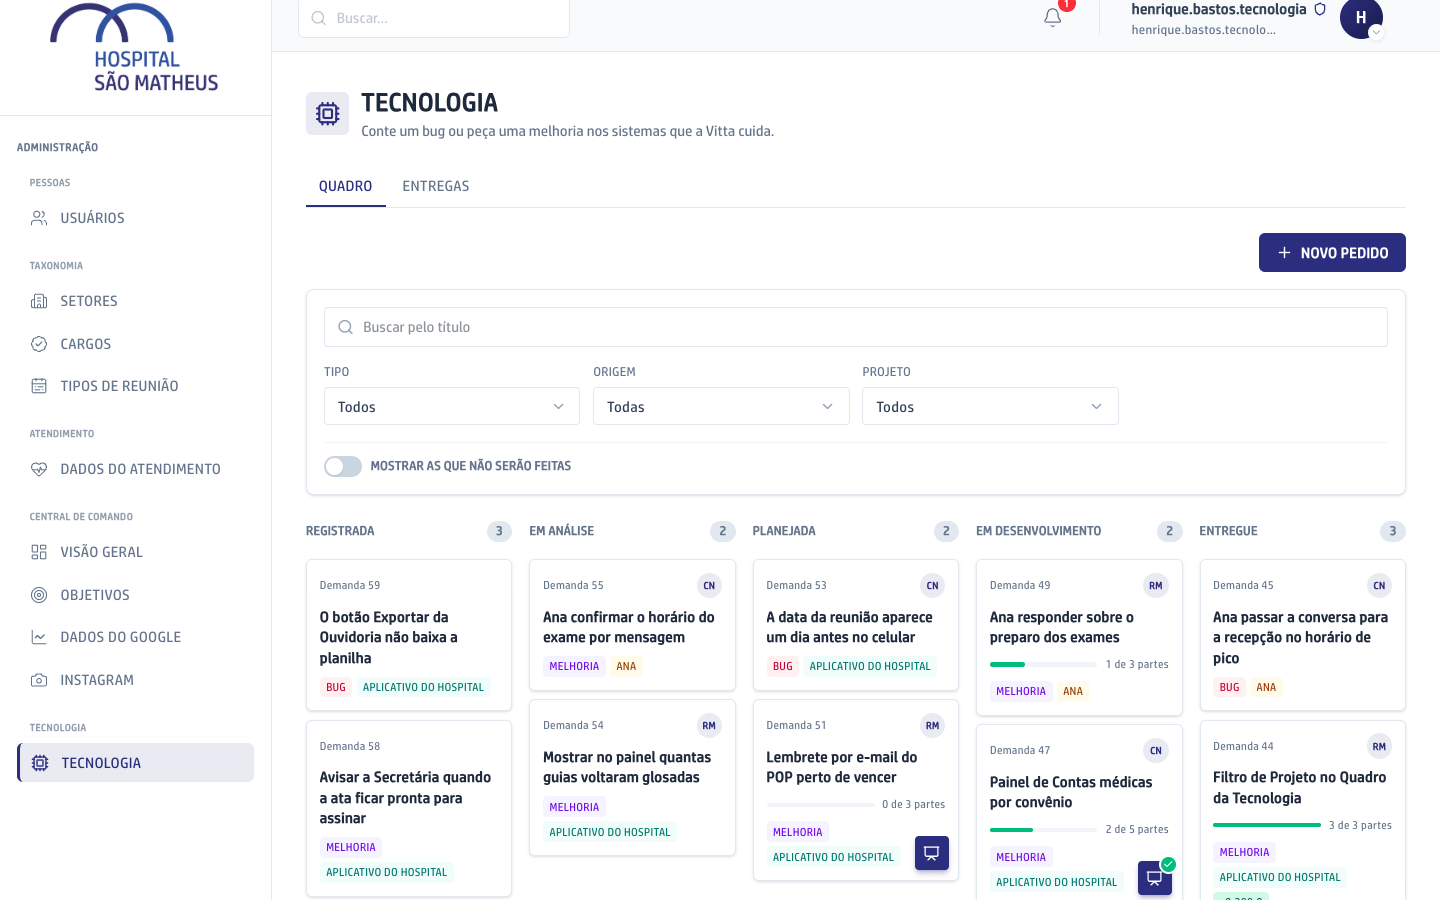 HOSPITAL
SÃO MATHEUS
Buscar...
1
henrique.bastos.tecnologia
henrique.bastos.tecnolo...
H
ADMINISTRAÇÃO
PESSOAS
USUÁRIOS
TAXONOMIA
SETORES
CARGOS
TIPOS DE REUNIÃO
ATENDIMENTO
DADOS DO ATENDIMENTO
CENTRAL DE COMANDO
VISÃO GERAL
OBJETIVOS
DADOS DO GOOGLE
INSTAGRAM
TECNOLOGIA
TECNOLOGIA
TECNOLOGIA
Conte um bug ou peça uma melhoria nos sistemas que a Vitta cuida.
QUADRO
ENTREGAS
NOVO PEDIDO
Buscar pelo título
TIPO
Todos
ORIGEM
Todas
PROJETO
Todos
MOSTRAR AS QUE NÃO SERÃO FEITAS
REGISTRADA 3
Demanda 59
O botão Exportar da
Ouvidoria não baixa a
planilha
BUG APLICATIVO DO HOSPITAL
Demanda 58
Avisar a Secretária quando
a ata ficar pronta para
assinar
MELHORIA
APLICATIVO DO HOSPITAL
EM ANÁLISE 2
Demanda 55 CN
Ana confirmar o horário do
exame por mensagem
MELHORIA ANA
Demanda 54 RM
Mostrar no painel quantas
guias voltaram glosadas
MELHORIA
APLICATIVO DO HOSPITAL
PLANEJADA 2
Demanda 53 CN
A data da reunião aparece
um dia antes no celular
BUG APLICATIVO DO HOSPITAL
Demanda 51 RM
Lembrete por e-mail do
POP perto de vencer
0 de 3 partes
MELHORIA
APLICATIVO DO HOSPITAL
EM DESENVOLVIMENTO 2
Demanda 49 RM
Ana responder sobre o
preparo dos exames
1 de 3 partes
MELHORIA ANA
Demanda 47 CN
Painel de Contas médicas
por convênio
2 de 5 partes
MELHORIA
APLICATIVO DO HOSPITAL
ENTREGUE 3
Demanda 45 CN
Ana passar a conversa para
a recepção no horário de
pico
BUG ANA
Demanda 44 RM
Filtro de Projeto no Quadro
da Tecnologia
3 de 3 partes
MELHORIA
APLICATIVO DO HOSPITAL